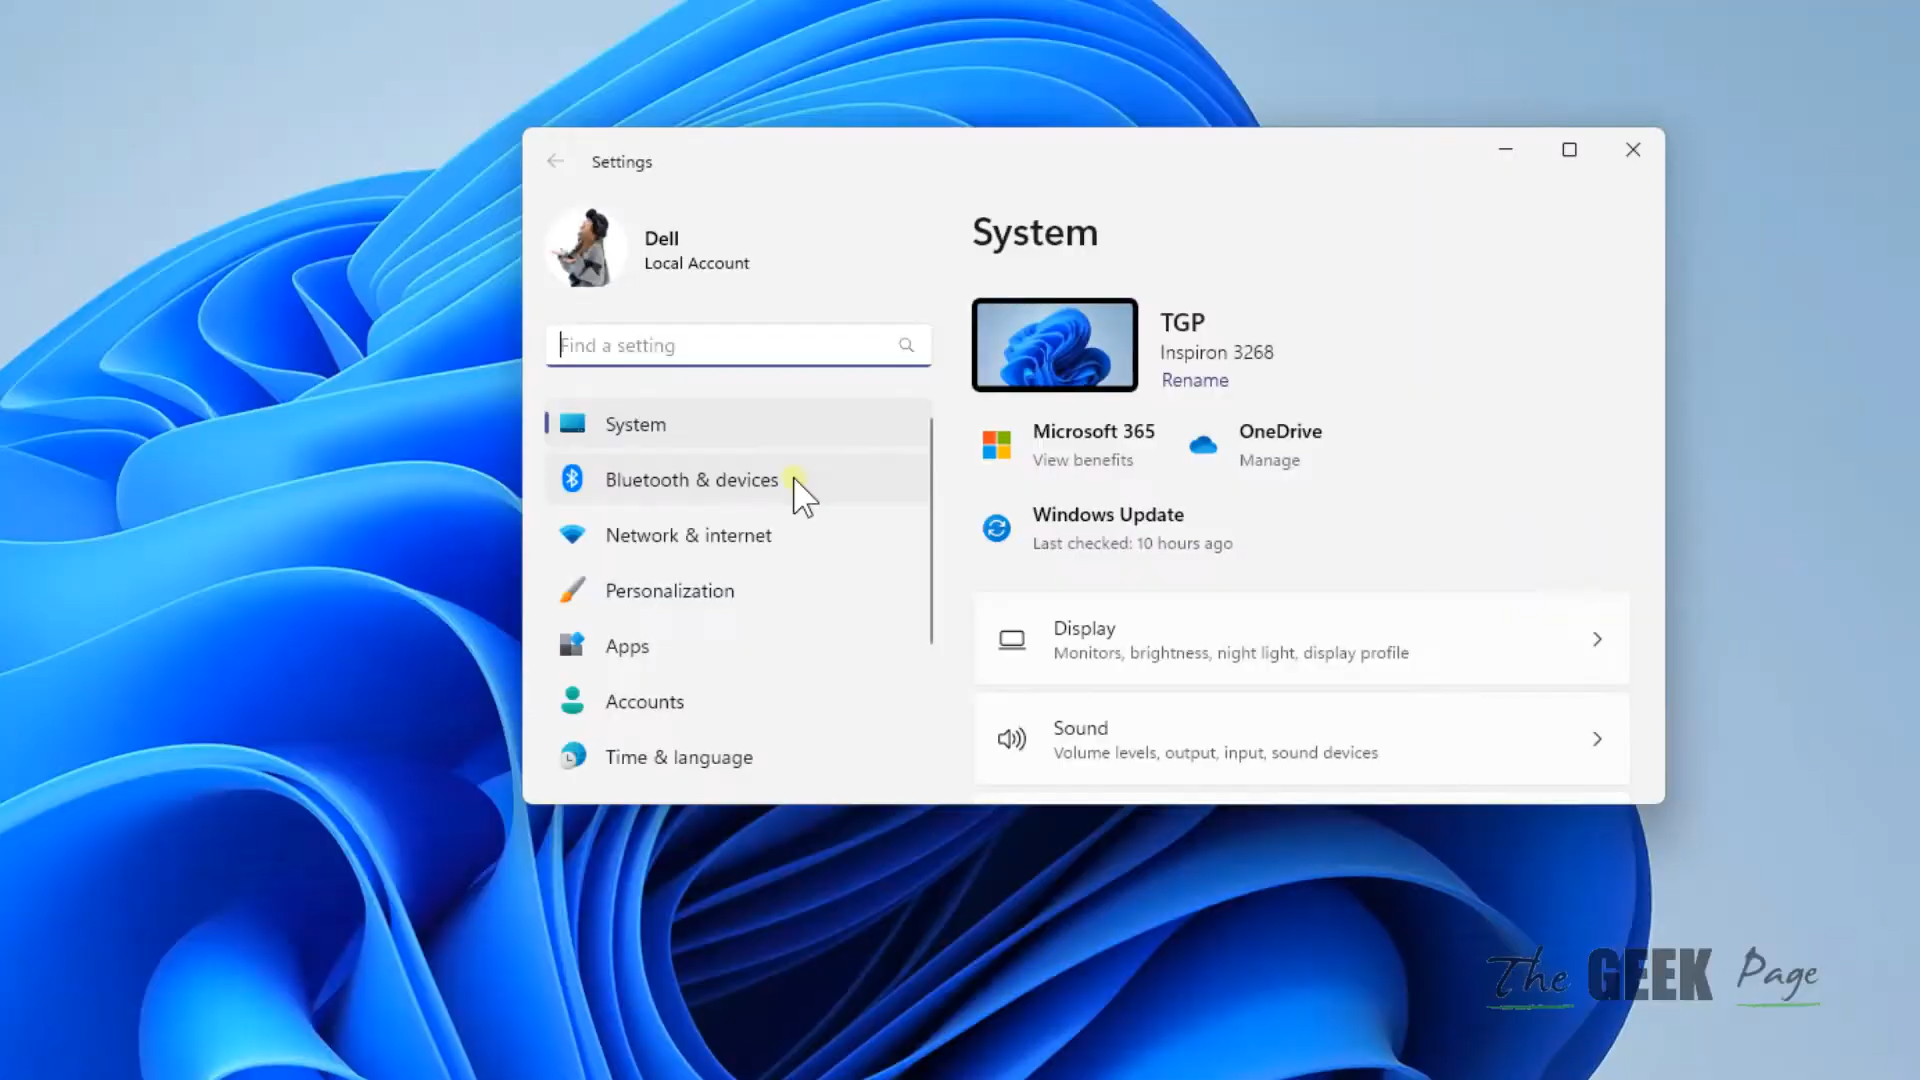 Settings
Dell
Local Account
Find a setting
System
Bluetooth & devices
Network & internet
Personalization
Apps
Accounts
Time & language
System
TGP
Inspiron 3268
Rename
Microsoft 365
View benefits
OneDrive
Manage
Windows Update
Last checked: 10 hours ago
Display
Monitors, brightness, night light, display profile
Sound
Volume levels, output, input, sound devices
The GEEK Page